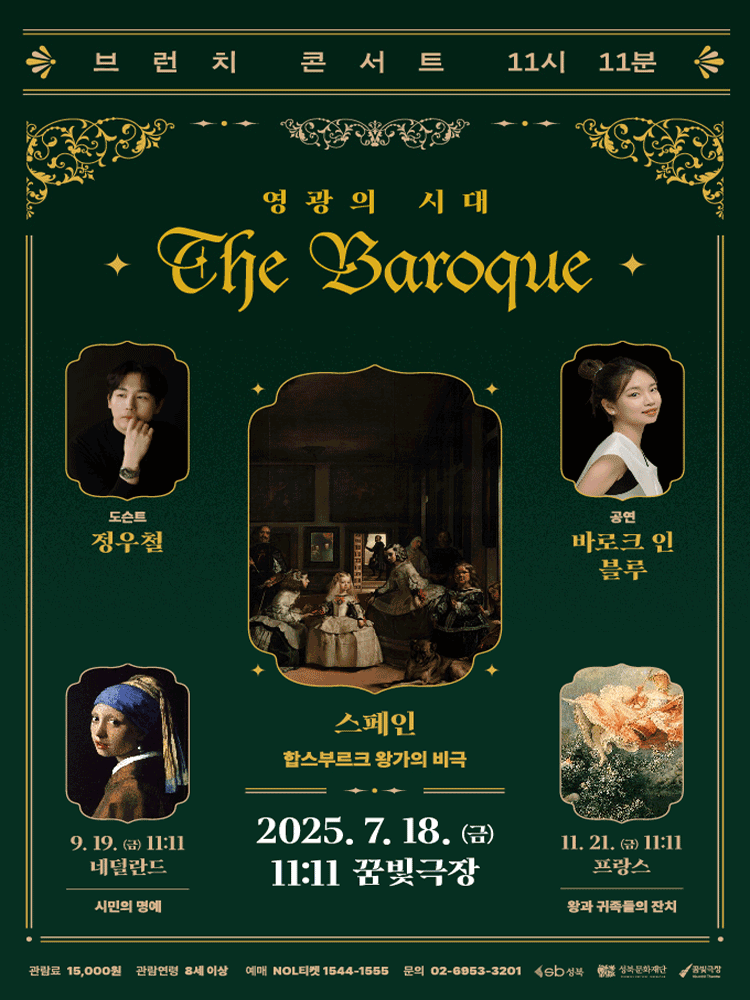 브런치 콘서트 11시 11분
영광의 시대
The Baroque
도슨트
정우철
공연
바로크 인
블루
스페인
합스부르크 왕가의 비극
2025. 7. 18. (금)
11:11 꿈빛극장
9. 19. (금) 11:11
네덜란드
시민의 명예
11. 21. (금) 11:11
프랑스
왕과 귀족들의 잔치
관람료 15,000원 관람연령 8세 이상 예매 NOL티켓 1544-1555 문의 02-6953-3201 sb성북 성북문화재단 꿈빛극장